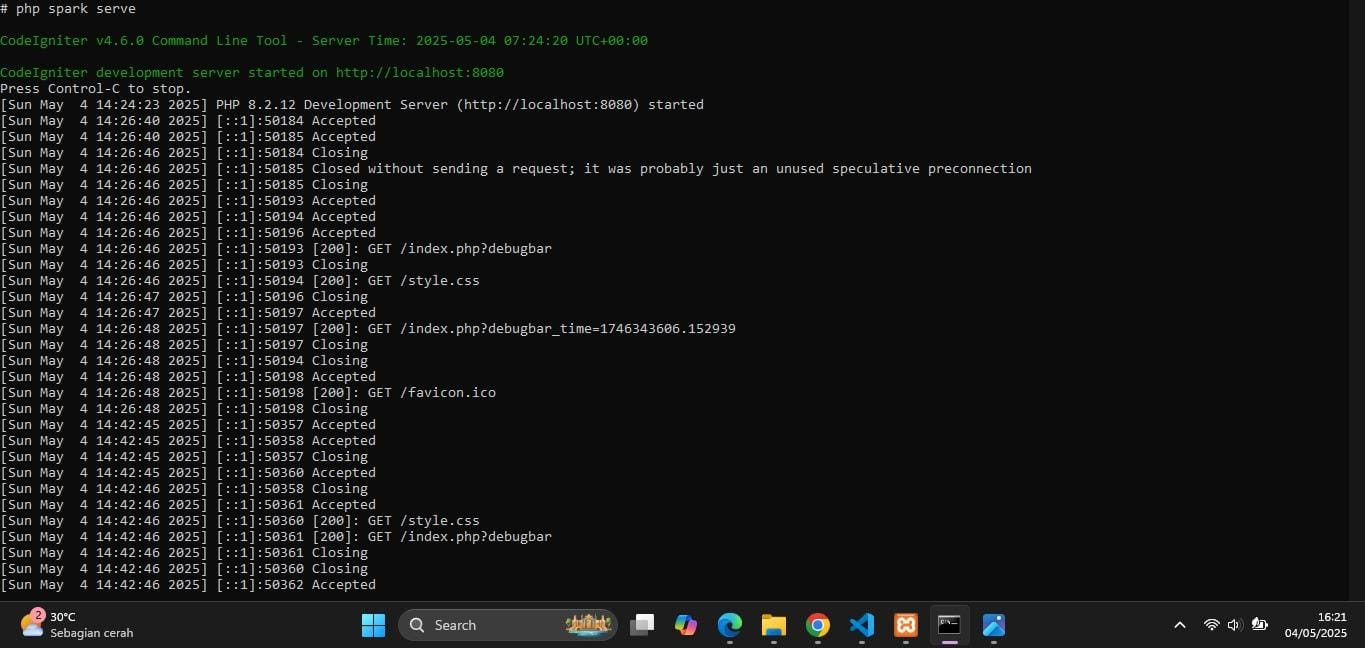 # php spark serve
CodeIgniter v4.6.0 Command Line Tool - Server Time: 2025-05-04 07:24:20 UTC+00:00
CodeIgniter development server started on http://localhost:8080
Press Control-C to stop.
[Sun May  4 14:24:23 2025] PHP 8.2.12 Development Server (http://localhost:8080) started
[Sun May  4 14:26:40 2025] [::1]:50184 Accepted
[Sun May  4 14:26:40 2025] [::1]:50185 Accepted
[Sun May  4 14:26:46 2025] [::1]:50184 Closing
[Sun May  4 14:26:46 2025] [::1]:50185 Closed without sending a request; it was probably just an unused speculative preconnection
[Sun May  4 14:26:46 2025] [::1]:50185 Closing
[Sun May  4 14:26:46 2025] [::1]:50193 Accepted
[Sun May  4 14:26:46 2025] [::1]:50194 Accepted
[Sun May  4 14:26:46 2025] [::1]:50196 Accepted
[Sun May  4 14:26:46 2025] [::1]:50193 [200]: GET /index.php?debugbar
[Sun May  4 14:26:46 2025] [::1]:50193 Closing
[Sun May  4 14:26:46 2025] [::1]:50194 [200]: GET /style.css
[Sun May  4 14:26:47 2025] [::1]:50196 Closing
[Sun May  4 14:26:47 2025] [::1]:50197 Accepted
[Sun May  4 14:26:48 2025] [::1]:50197 [200]: GET /index.php?debugbar_time=1746343606.152939
[Sun May  4 14:26:48 2025] [::1]:50197 Closing
[Sun May  4 14:26:48 2025] [::1]:50194 Closing
[Sun May  4 14:26:48 2025] [::1]:50198 Accepted
[Sun May  4 14:26:48 2025] [::1]:50198 [200]: GET /favicon.ico
[Sun May  4 14:26:48 2025] [::1]:50198 Closing
[Sun May  4 14:42:45 2025] [::1]:50357 Accepted
[Sun May  4 14:42:45 2025] [::1]:50358 Accepted
[Sun May  4 14:42:45 2025] [::1]:50357 Closing
[Sun May  4 14:42:45 2025] [::1]:50360 Accepted
[Sun May  4 14:42:46 2025] [::1]:50358 Closing
[Sun May  4 14:42:46 2025] [::1]:50361 Accepted
[Sun May  4 14:42:46 2025] [::1]:50360 [200]: GET /style.css
[Sun May  4 14:42:46 2025] [::1]:50361 [200]: GET /index.php?debugbar
[Sun May  4 14:42:46 2025] [::1]:50361 Closing
[Sun May  4 14:42:46 2025] [::1]:50360 Closing
[Sun May  4 14:42:46 2025] [::1]:50362 Accepted
2
30°C
Sebagian cerah
Search
16:21
04/05/2025